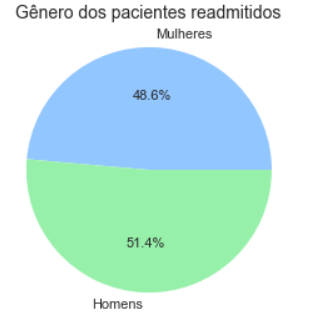 Gênero dos pacientes readmitidos
Mulheres
48.6%
51.4%
Homens